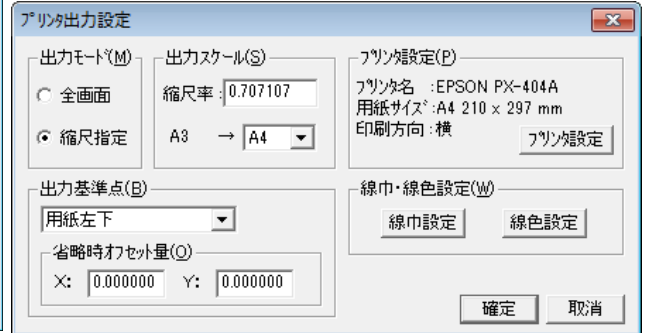 プリンタ出力設定
出力モード(M)
全画面
縮尺指定
出力スケール(S)
縮尺率:0.707107
A3 → A4
プリンタ設定(P)
プリンタ名 :EPSON PX-404A
用紙サイズ:A4 210 x 297 mm
印刷方向:横
プリンタ設定
出力基準点(B)
用紙左下
省略時オフセット量(O)
X: 0.000000 Y: 0.000000
線巾・線色設定(W)
線巾設定 線色設定
確定 取消